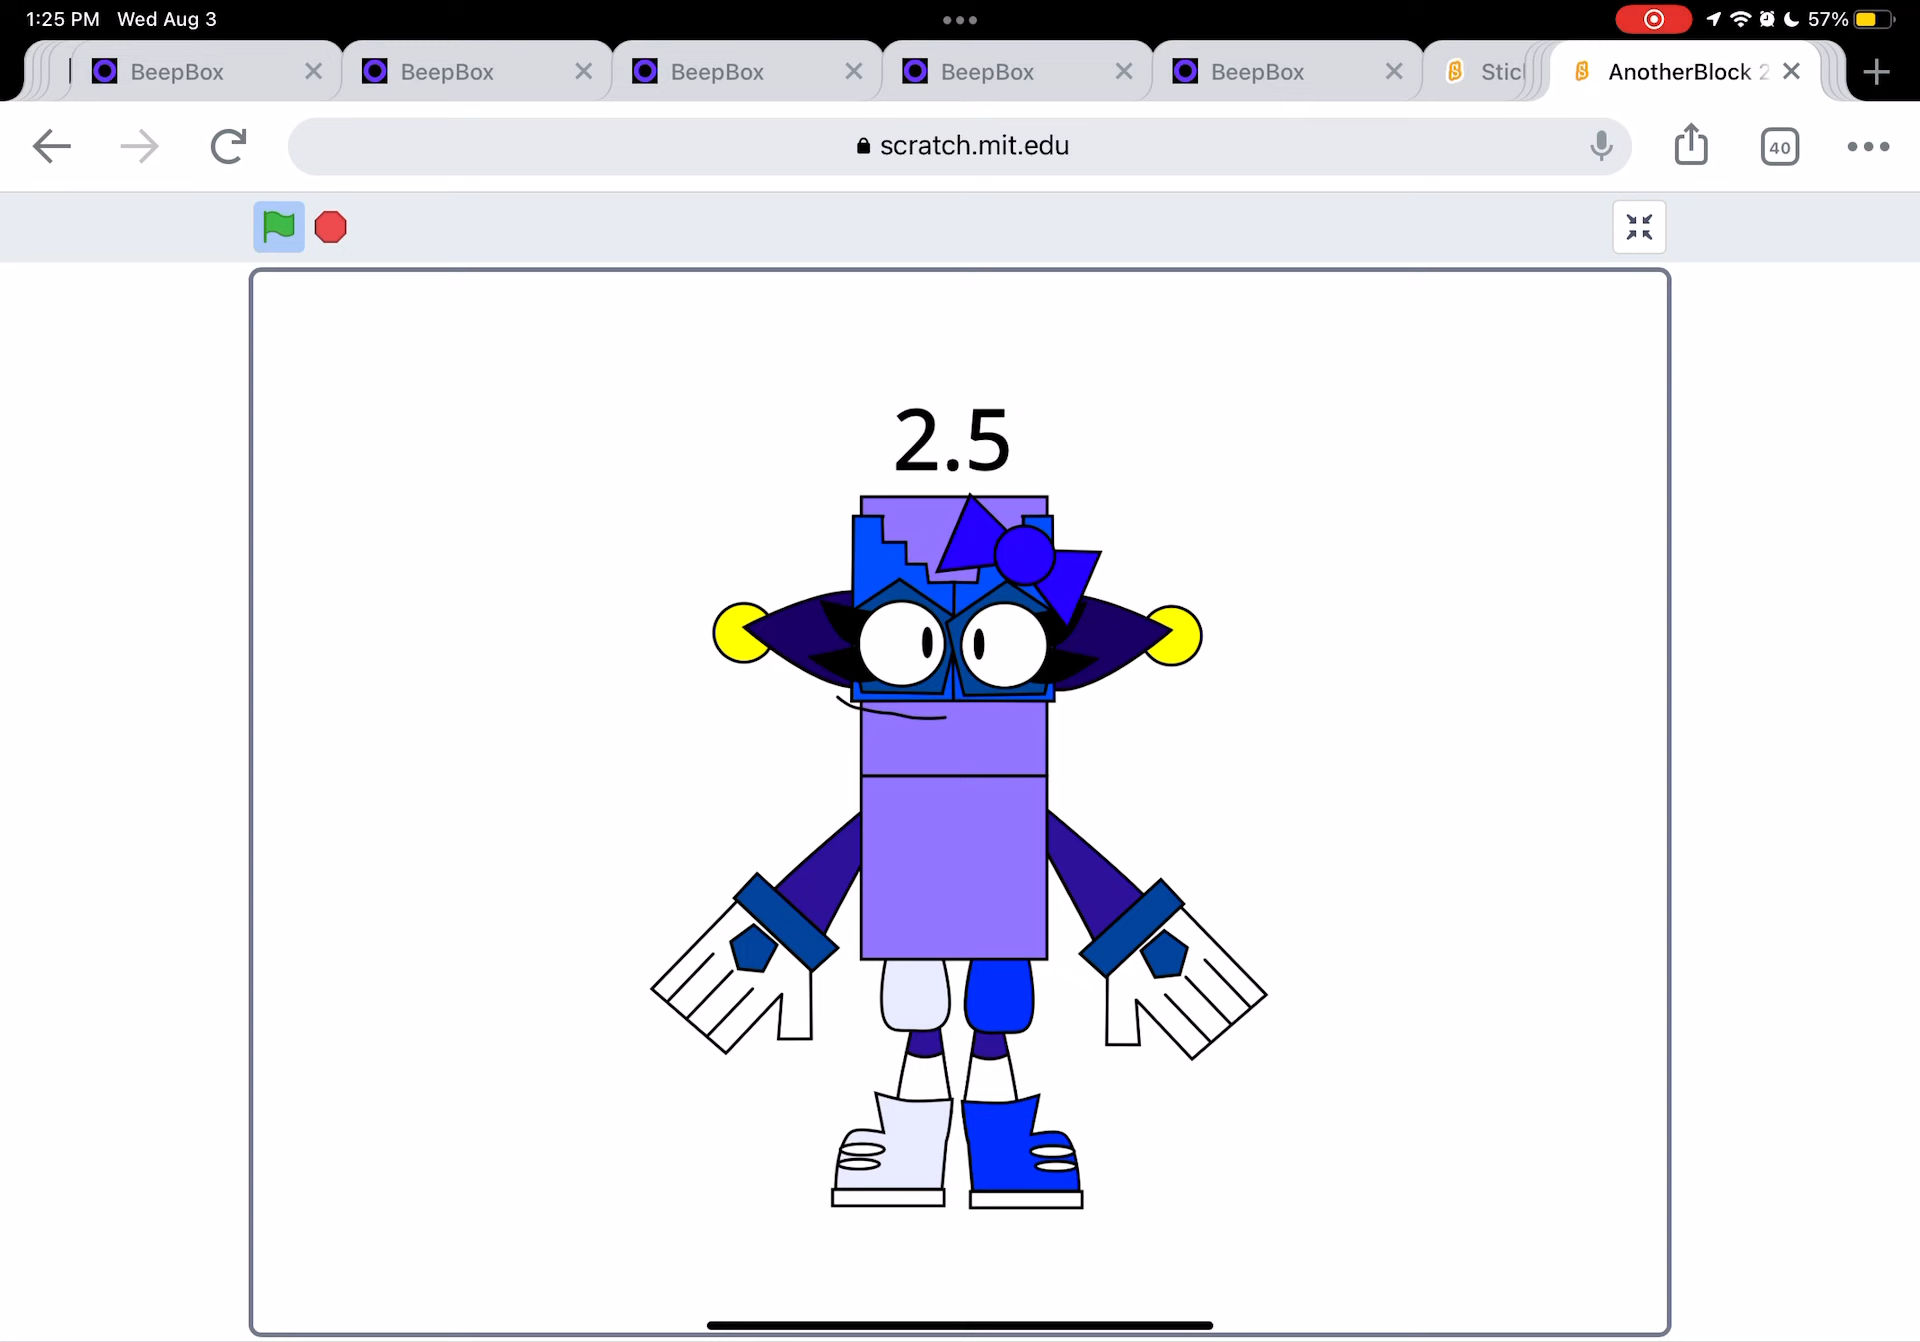 1:25 PM Wed Aug 3
57%
BeepBox
BeepBox
BeepBox
BeepBox
BeepBox
Stic
AnotherBlock 2
scratch.mit.edu
40
2.5